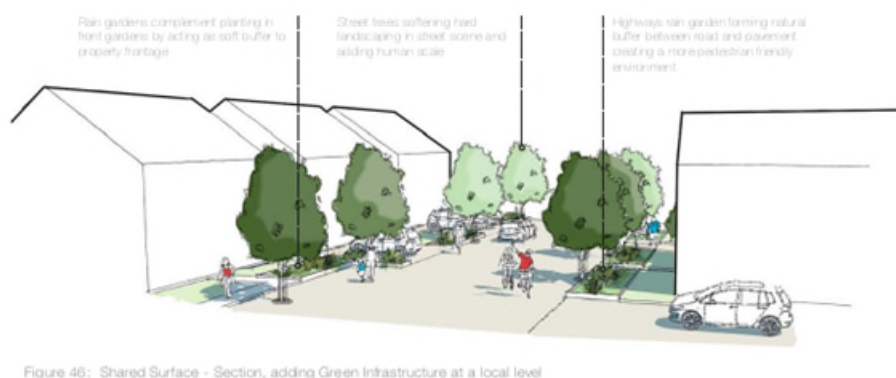 Rain gardens complement planting in
front gardens by acting as soft buffer to
property frontage
Street trees softening hard
landscaping in street scene and
adding human scale
Highways rain garden forming natural
buffer between road and pavement
creating a more pedestrian friendly
environment
Figure 46: Shared Surface - Section, adding Green Infrastructure at a local level